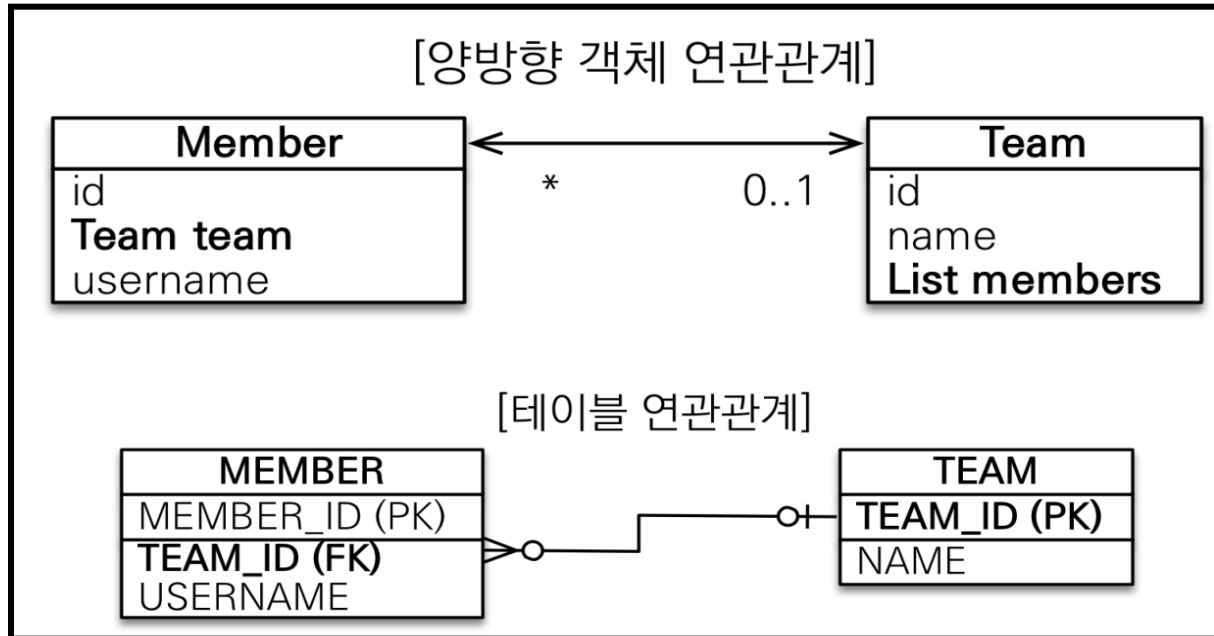 [양방향 객체 연관관계]
Member
id
Team team
username
*
0..1
Team
id
name
List members
[테이블 연관관계]
MEMBER
MEMBER_ID (PK)
TEAM_ID (FK)
USERNAME
TEAM
TEAM_ID (PK)
NAME